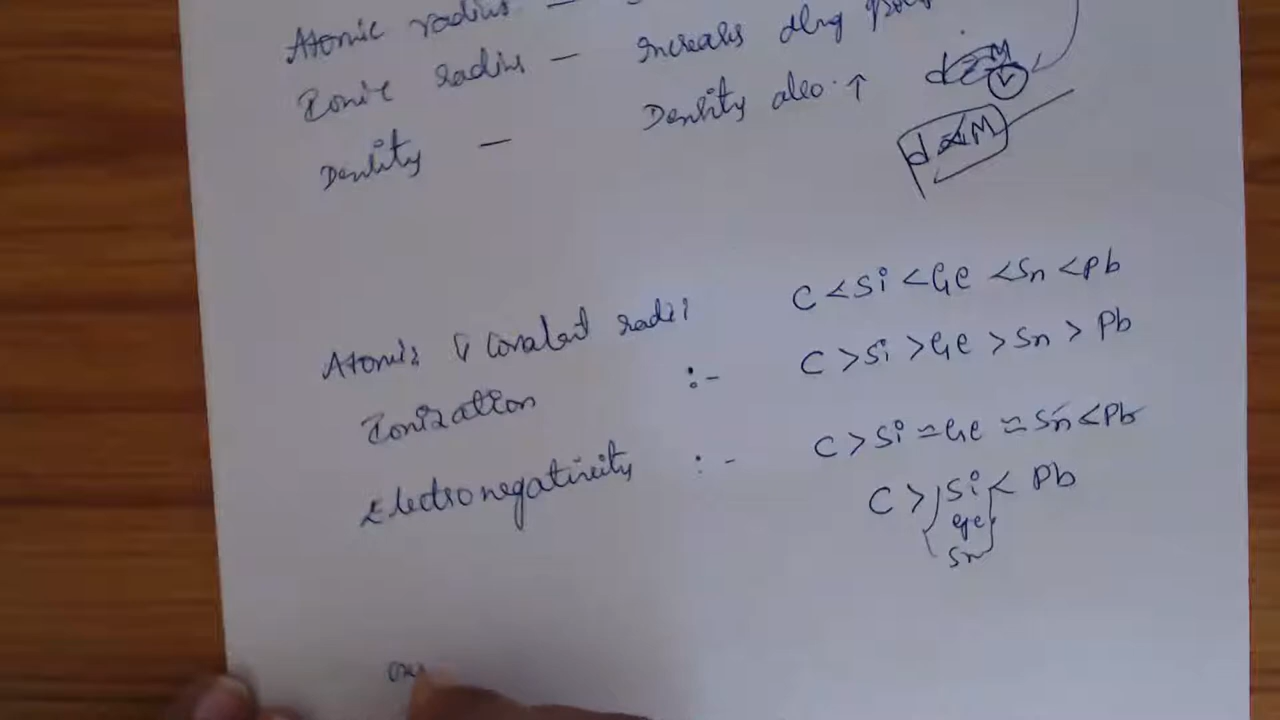 Atomic radius —
Ionic radius — Increases along
Density — Density also ↑
d ∝ M
Atomic & covalent radii C < Si < Ge < Sn < Pb
Ionization :- C > Si > Ge > Sn > Pb
Electronegativity :- C > Si ≃ Ge ≃ Sn < Pb
C > Si < Pb
Ge
Sn